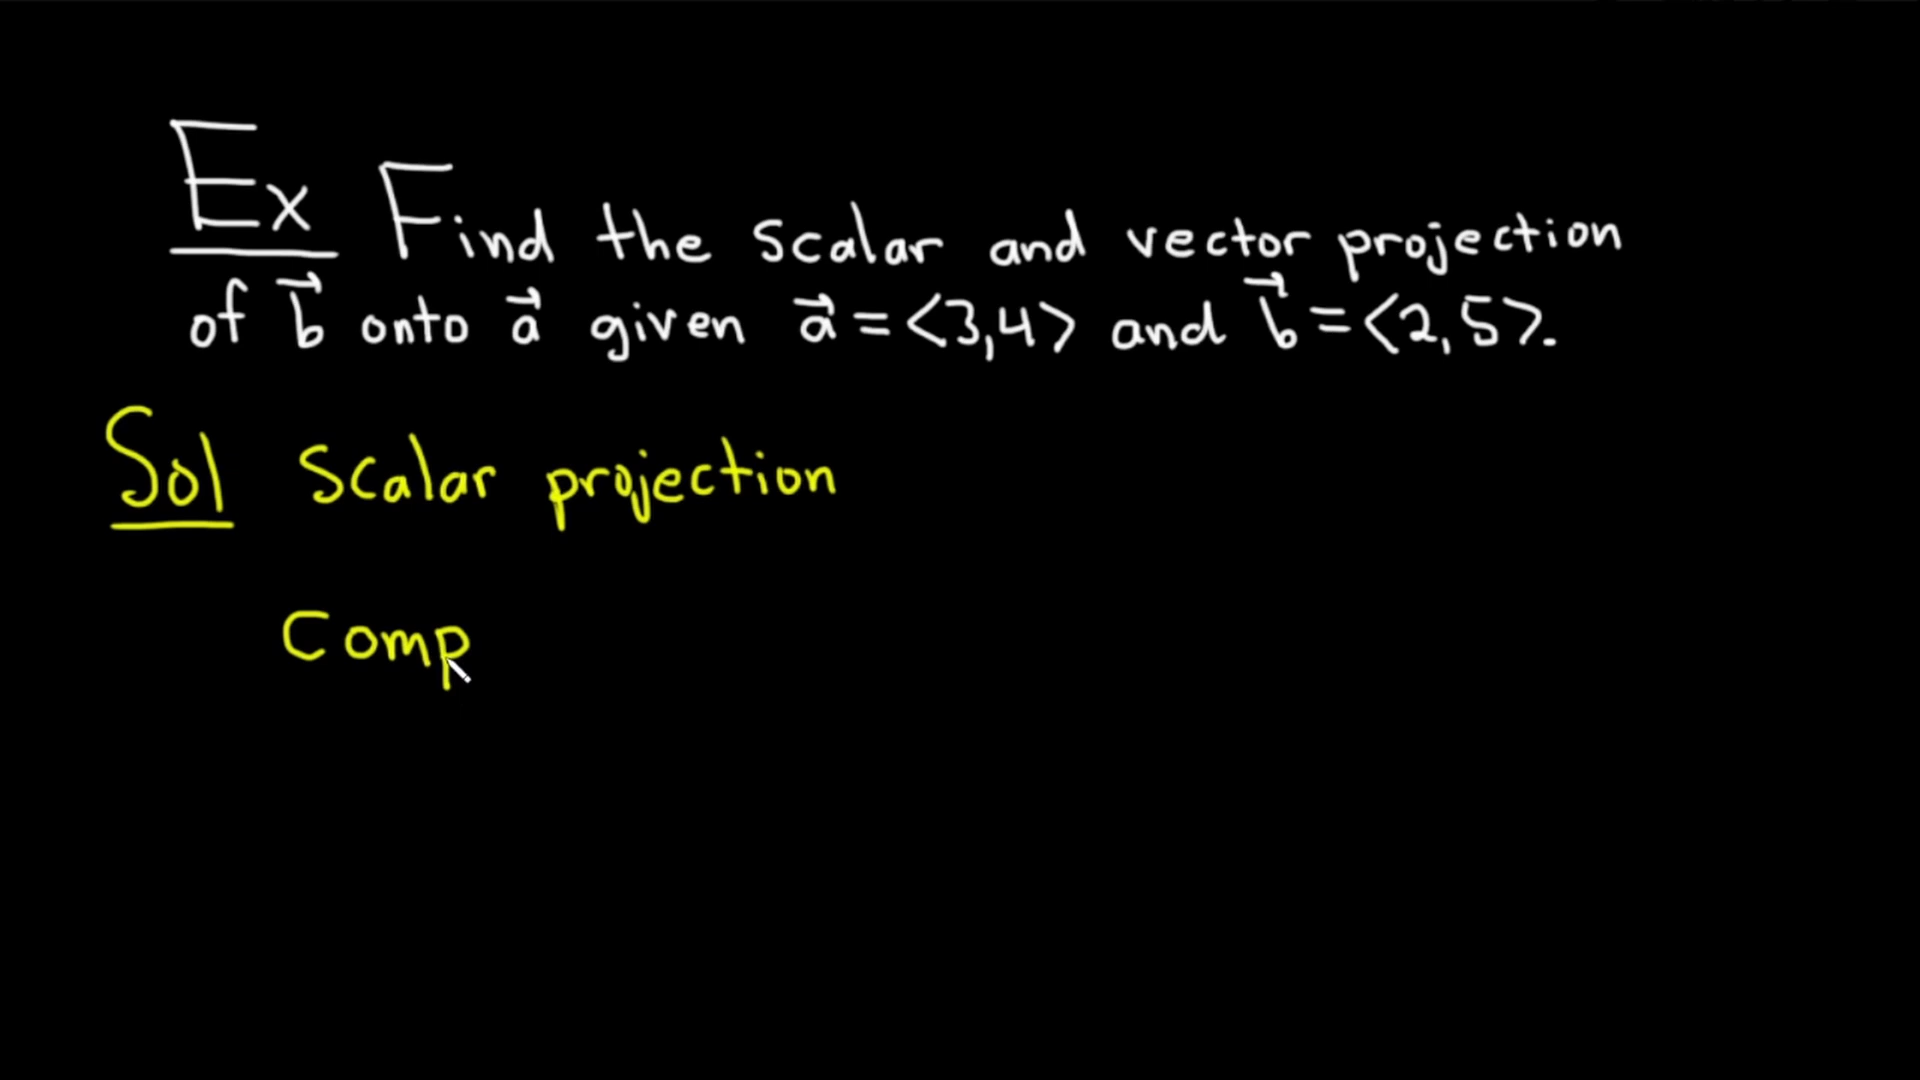 Ex Find the scalar and vector projection
of b⃗ onto a⃗ given a⃗ = <3,4> and b⃗ = <2,5>.
Sol Scalar projection
Comp